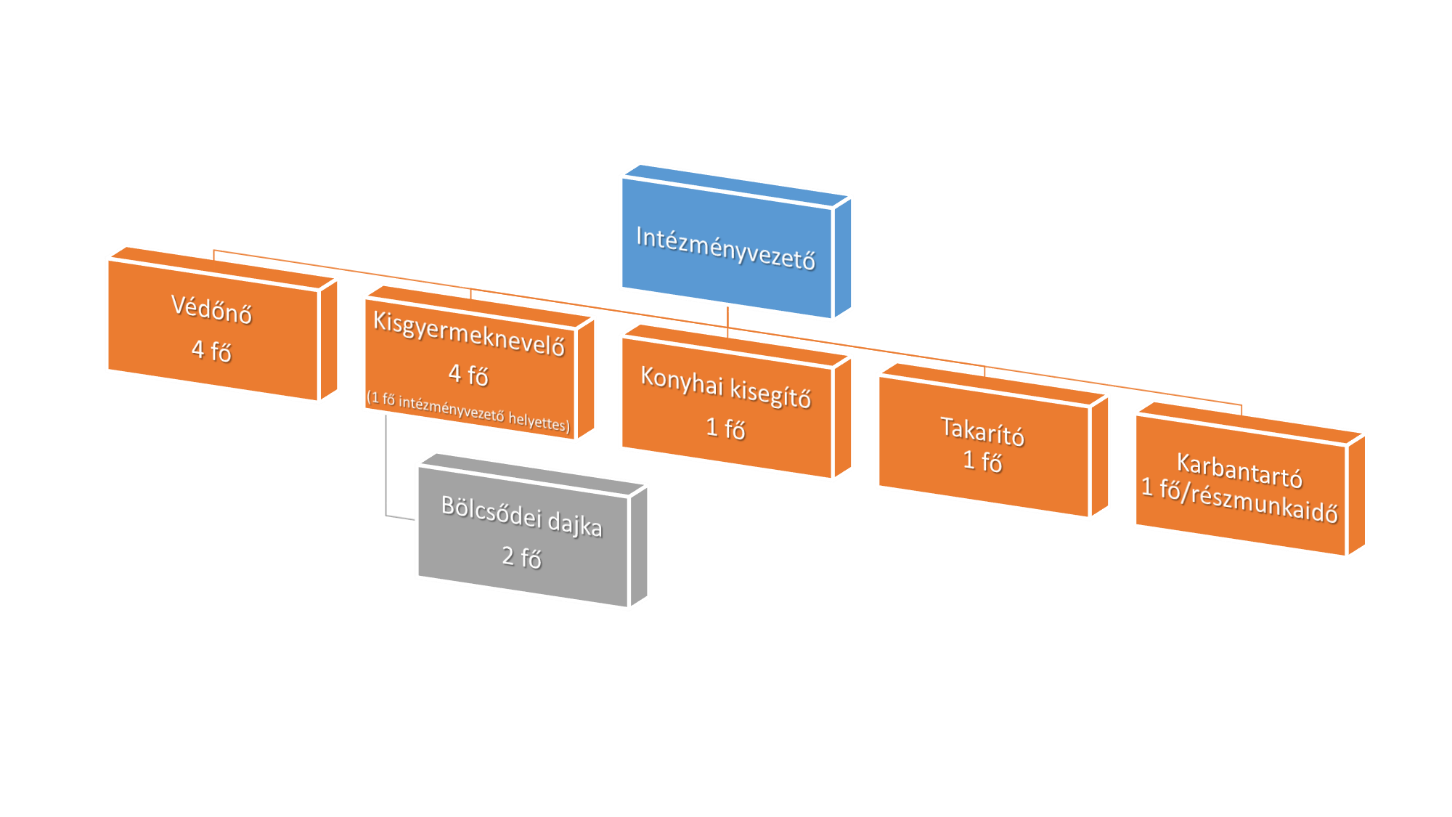 Intézményvezető
Védőnő
4 fő
Kisgyermeknevelő
4 fő
(1 fő intézményvezető helyettes)
Konyhai kisegítő
1 fő
Takarító
1 fő
Karbantartó
1 fő/részmunkaidő
Bölcsődei dajka
2 fő